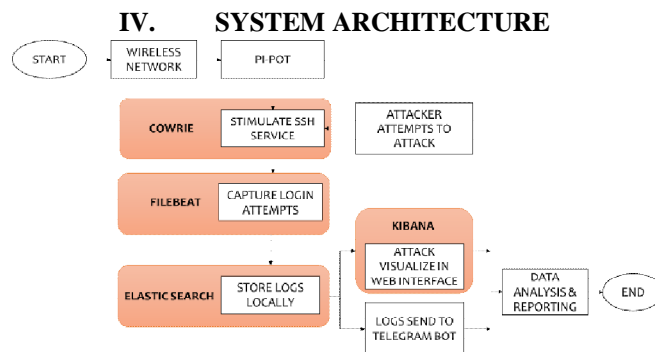 IV. SYSTEM ARCHITECTURE
START
WIRELESS
NETWORK
PI-POT
COWRIE
STIMULATE SSH
SERVICE
ATTACKER
ATTEMPTS TO
ATTACK
FILEBEAT
CAPTURE LOGIN
ATTEMPTS
KIBANA
ATTACK
VISUALIZE IN
WEB INTERFACE
ELASTIC SEARCH
STORE LOGS
LOCALLY
LOGS SEND TO
TELEGRAM BOT
DATA
ANALYSIS &
REPORTING
END